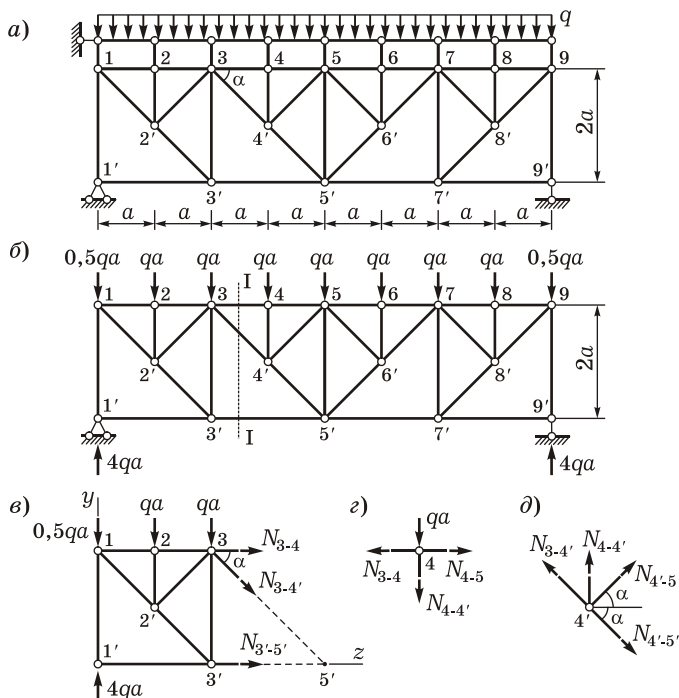 а)
q
1 2 3 4 5 6 7 8 9
α
2a
2′ 4′ 6′ 8′
1′ 3′ 5′ 7′ 9′
a a a a a a a a
б)
0,5qa qa qa qa qa qa qa qa 0,5qa
I
1 2 3 4 5 6 7 8 9
2a
2′ 4′ 6′ 8′
1′ 3′ 5′ 7′ 9′
I
4qa 4qa
в)
y
qa qa
0,5qa
1 2 3
N3-4
α
N3-4′
2′
1′
3′
N3′-5′
5′
z
4qa
г)
qa
4
N3-4 N4-5
N4-4′
д)
N3-4′ N4-4′
N4′-5
α
4′
α
N4′-5′